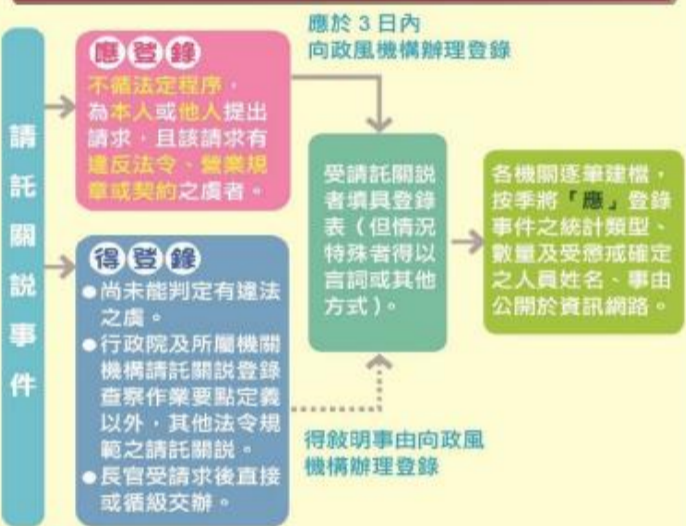 請託關說事件
應登錄
不循法定程序，
為本人或他人提出
請求，且該請求有
違反法令、營業規
章或契約之虞者。
應於 3 日內
向政風機構辦理登錄
得登錄
●尚未能判定有違法
之虞。
●行政院及所屬機關
機構請託關說登錄
查察作業要點定義
以外，其他法令規
範之請託關說。
●長官受請求後直接
或循級交辦。
得敘明事由向政風
機構辦理登錄
受請託關說
者填具登錄
表（但情況
特殊者得以
言詞或其他
方式）。
各機關逐筆建檔，
按季將「應」登錄
事件之統計類型、
數量及受懲戒確定
之人員姓名、事由
公開於資訊網路。